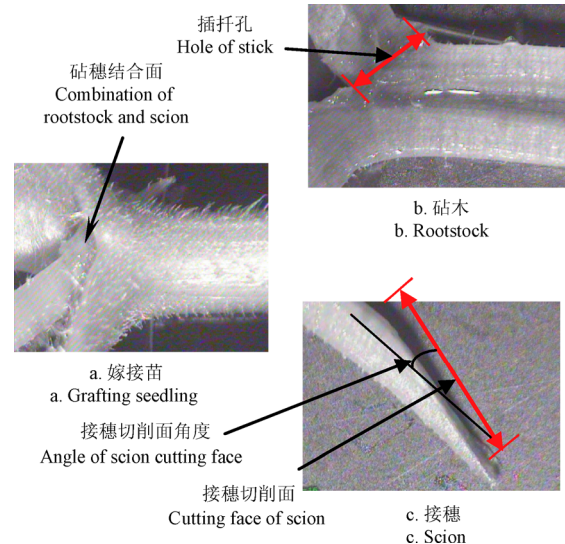 插扦孔
Hole of stick
砧穗结合面
Combination of
rootstock and scion
b. 砧木
b. Rootstock
a. 嫁接苗
a. Grafting seedling
接穗切削面角度
Angle of scion cutting face
接穗切削面
Cutting face of scion
c. 接穗
c. Scion